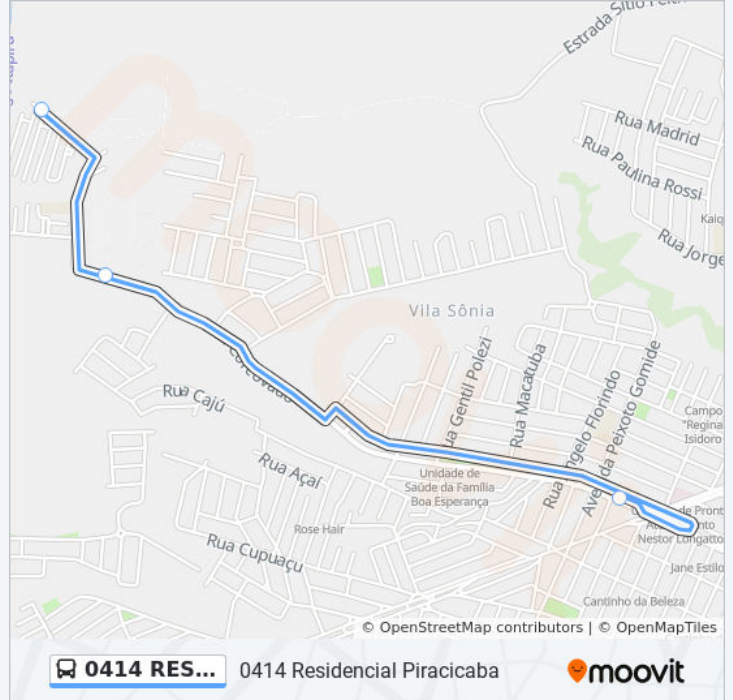 Estrada Sítio
Rua Madrid
Rua Paulina Rossi
Kaiq
Rua Jorge
Vila Sônia
Corcovado
Rua Cajú
Rua Gentil Polezi
Rua Macatuba
Rua Angelo Florindo
Avenida Peixoto Gomide
Campo
"Regina
Isidoro
Rua Açaí
Unidade de
Saúde da Família
Boa Esperança
Rose Hair
Rua Cupuaçu
de Pront
Nestor Longatto
Jane Estilo
Cantinho da Beleza
© OpenStreetMap contributors | © OpenMapTiles
0414 RES...
0414 Residencial Piracicaba
moovit